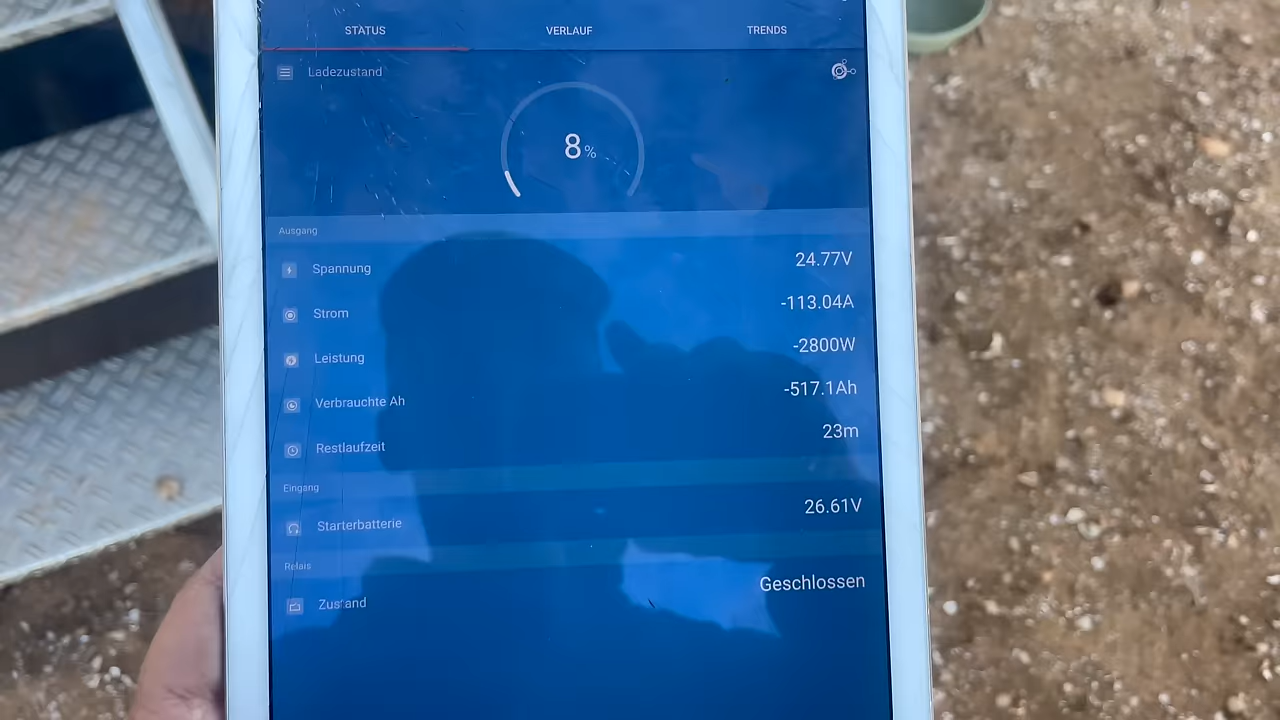 STATUS VERLAUF TRENDS
Ladezustand
8%
Ausgang
Spannung 24.77V
Strom -113.04A
Leistung -2800W
Verbrauchte Ah -517.1Ah
Restlaufzeit 23m
Eingang
Starterbatterie 26.61V
Relais
Zustand Geschlossen